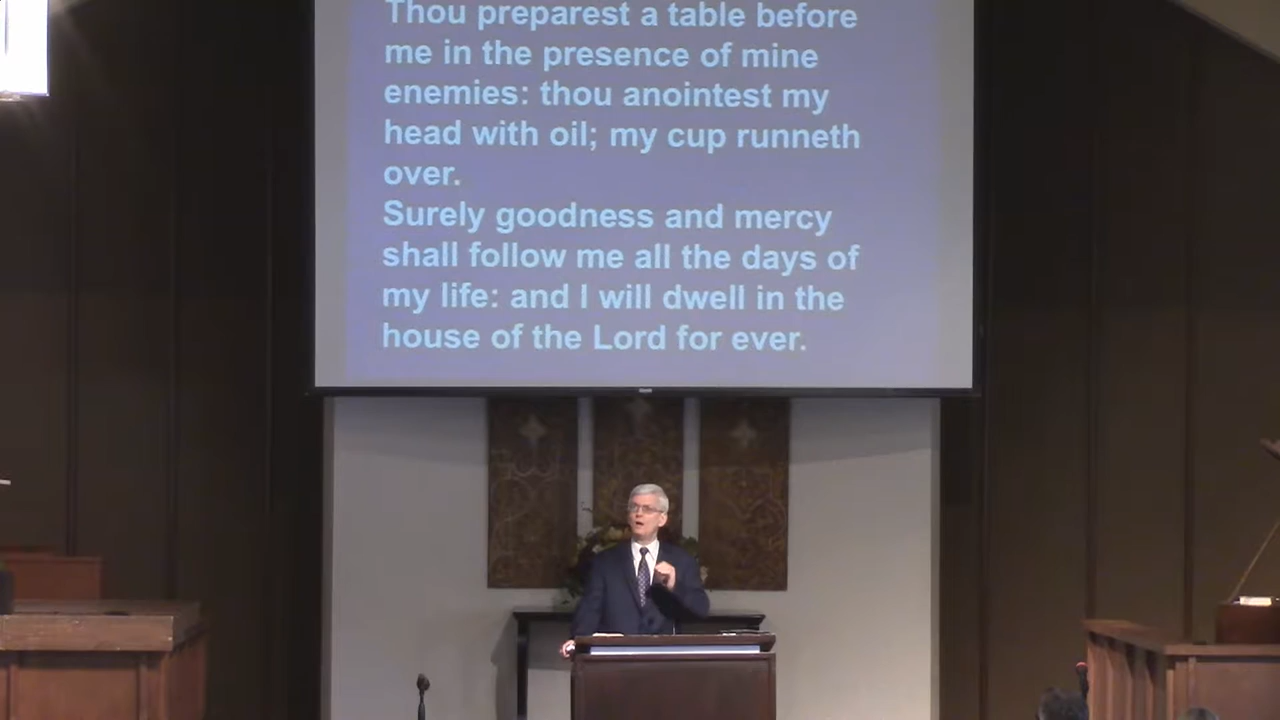 Thou preparest a table before
me in the presence of mine
enemies: thou anointest my
head with oil; my cup runneth
over.
Surely goodness and mercy
shall follow me all the days of
my life: and I will dwell in the
house of the Lord for ever.